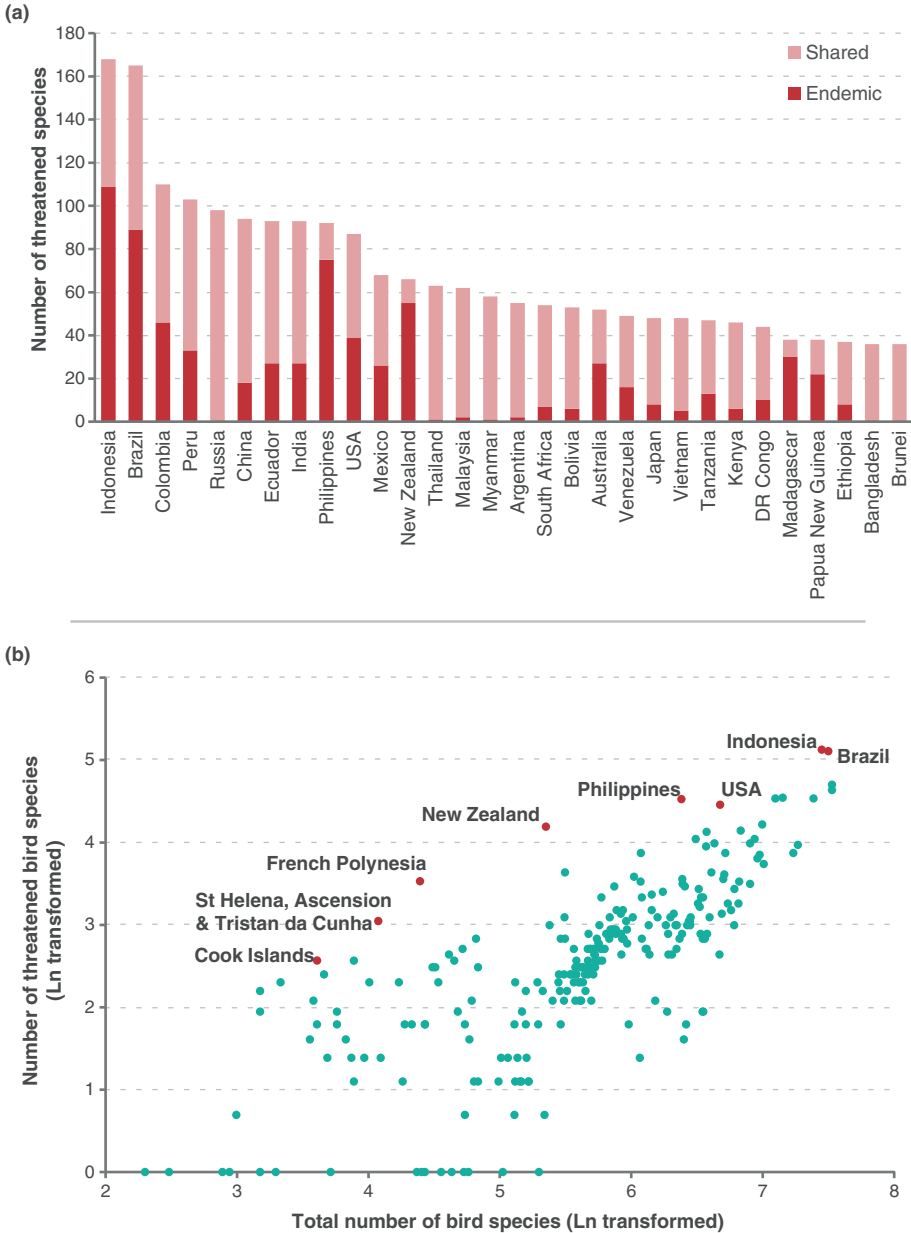 (a)
180
160
140
120
100
80
60
40
20
0
Number of threatened species
Shared
Endemic
Indonesia
Brazil
Colombia
Peru
Russia
China
Ecuador
India
Philippines
USA
Mexico
New Zealand
Thailand
Malaysia
Myanmar
Argentina
South Africa
Bolivia
Australia
Venezuela
Japan
Vietnam
Tanzania
Kenya
DR Congo
Madagascar
Papua New Guinea
Ethiopia
Bangladesh
Brunei
(b)
6
5
4
3
2
1
0
Number of threatened bird species
(Ln transformed)
Indonesia
Brazil
Philippines
USA
New Zealand
French Polynesia
St Helena, Ascension
& Tristan da Cunha
Cook Islands
2
3
4
5
6
7
8
Total number of bird species (Ln transformed)